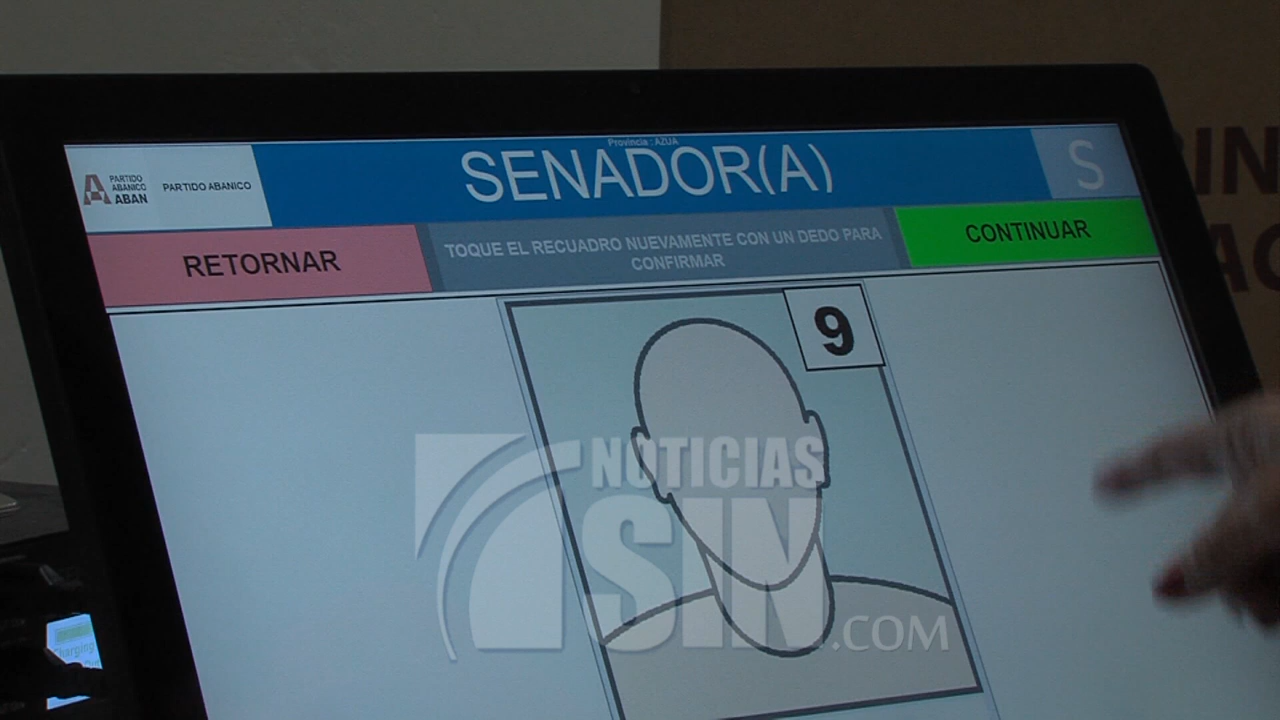 Provincia : AZUA
SENADOR(A)
S
PARTIDO
ABANICO
ABAN
PARTIDO ABANICO
RETORNAR
TOQUE EL RECUADRO NUEVAMENTE CON UN DEDO PARA
CONFIRMAR
CONTINUAR
9
NOTICIAS
SIN
.COM
Charging